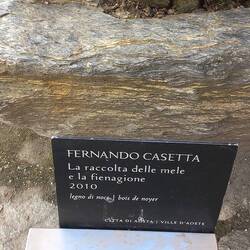 FERNANDO CASETTA
La raccolta delle mele
e la fienagione
2010
legno di noce | bois de noyer
CITTÀ DI AOSTA | VILLE D'AOSTE